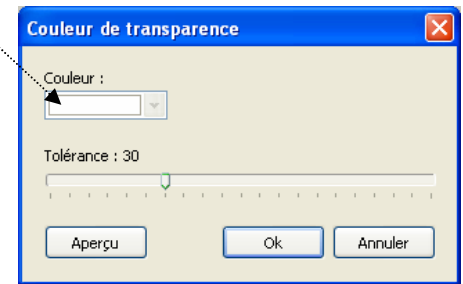 Couleur de transparence
Couleur :
Tolérance : 30
Aperçu Ok Annuler